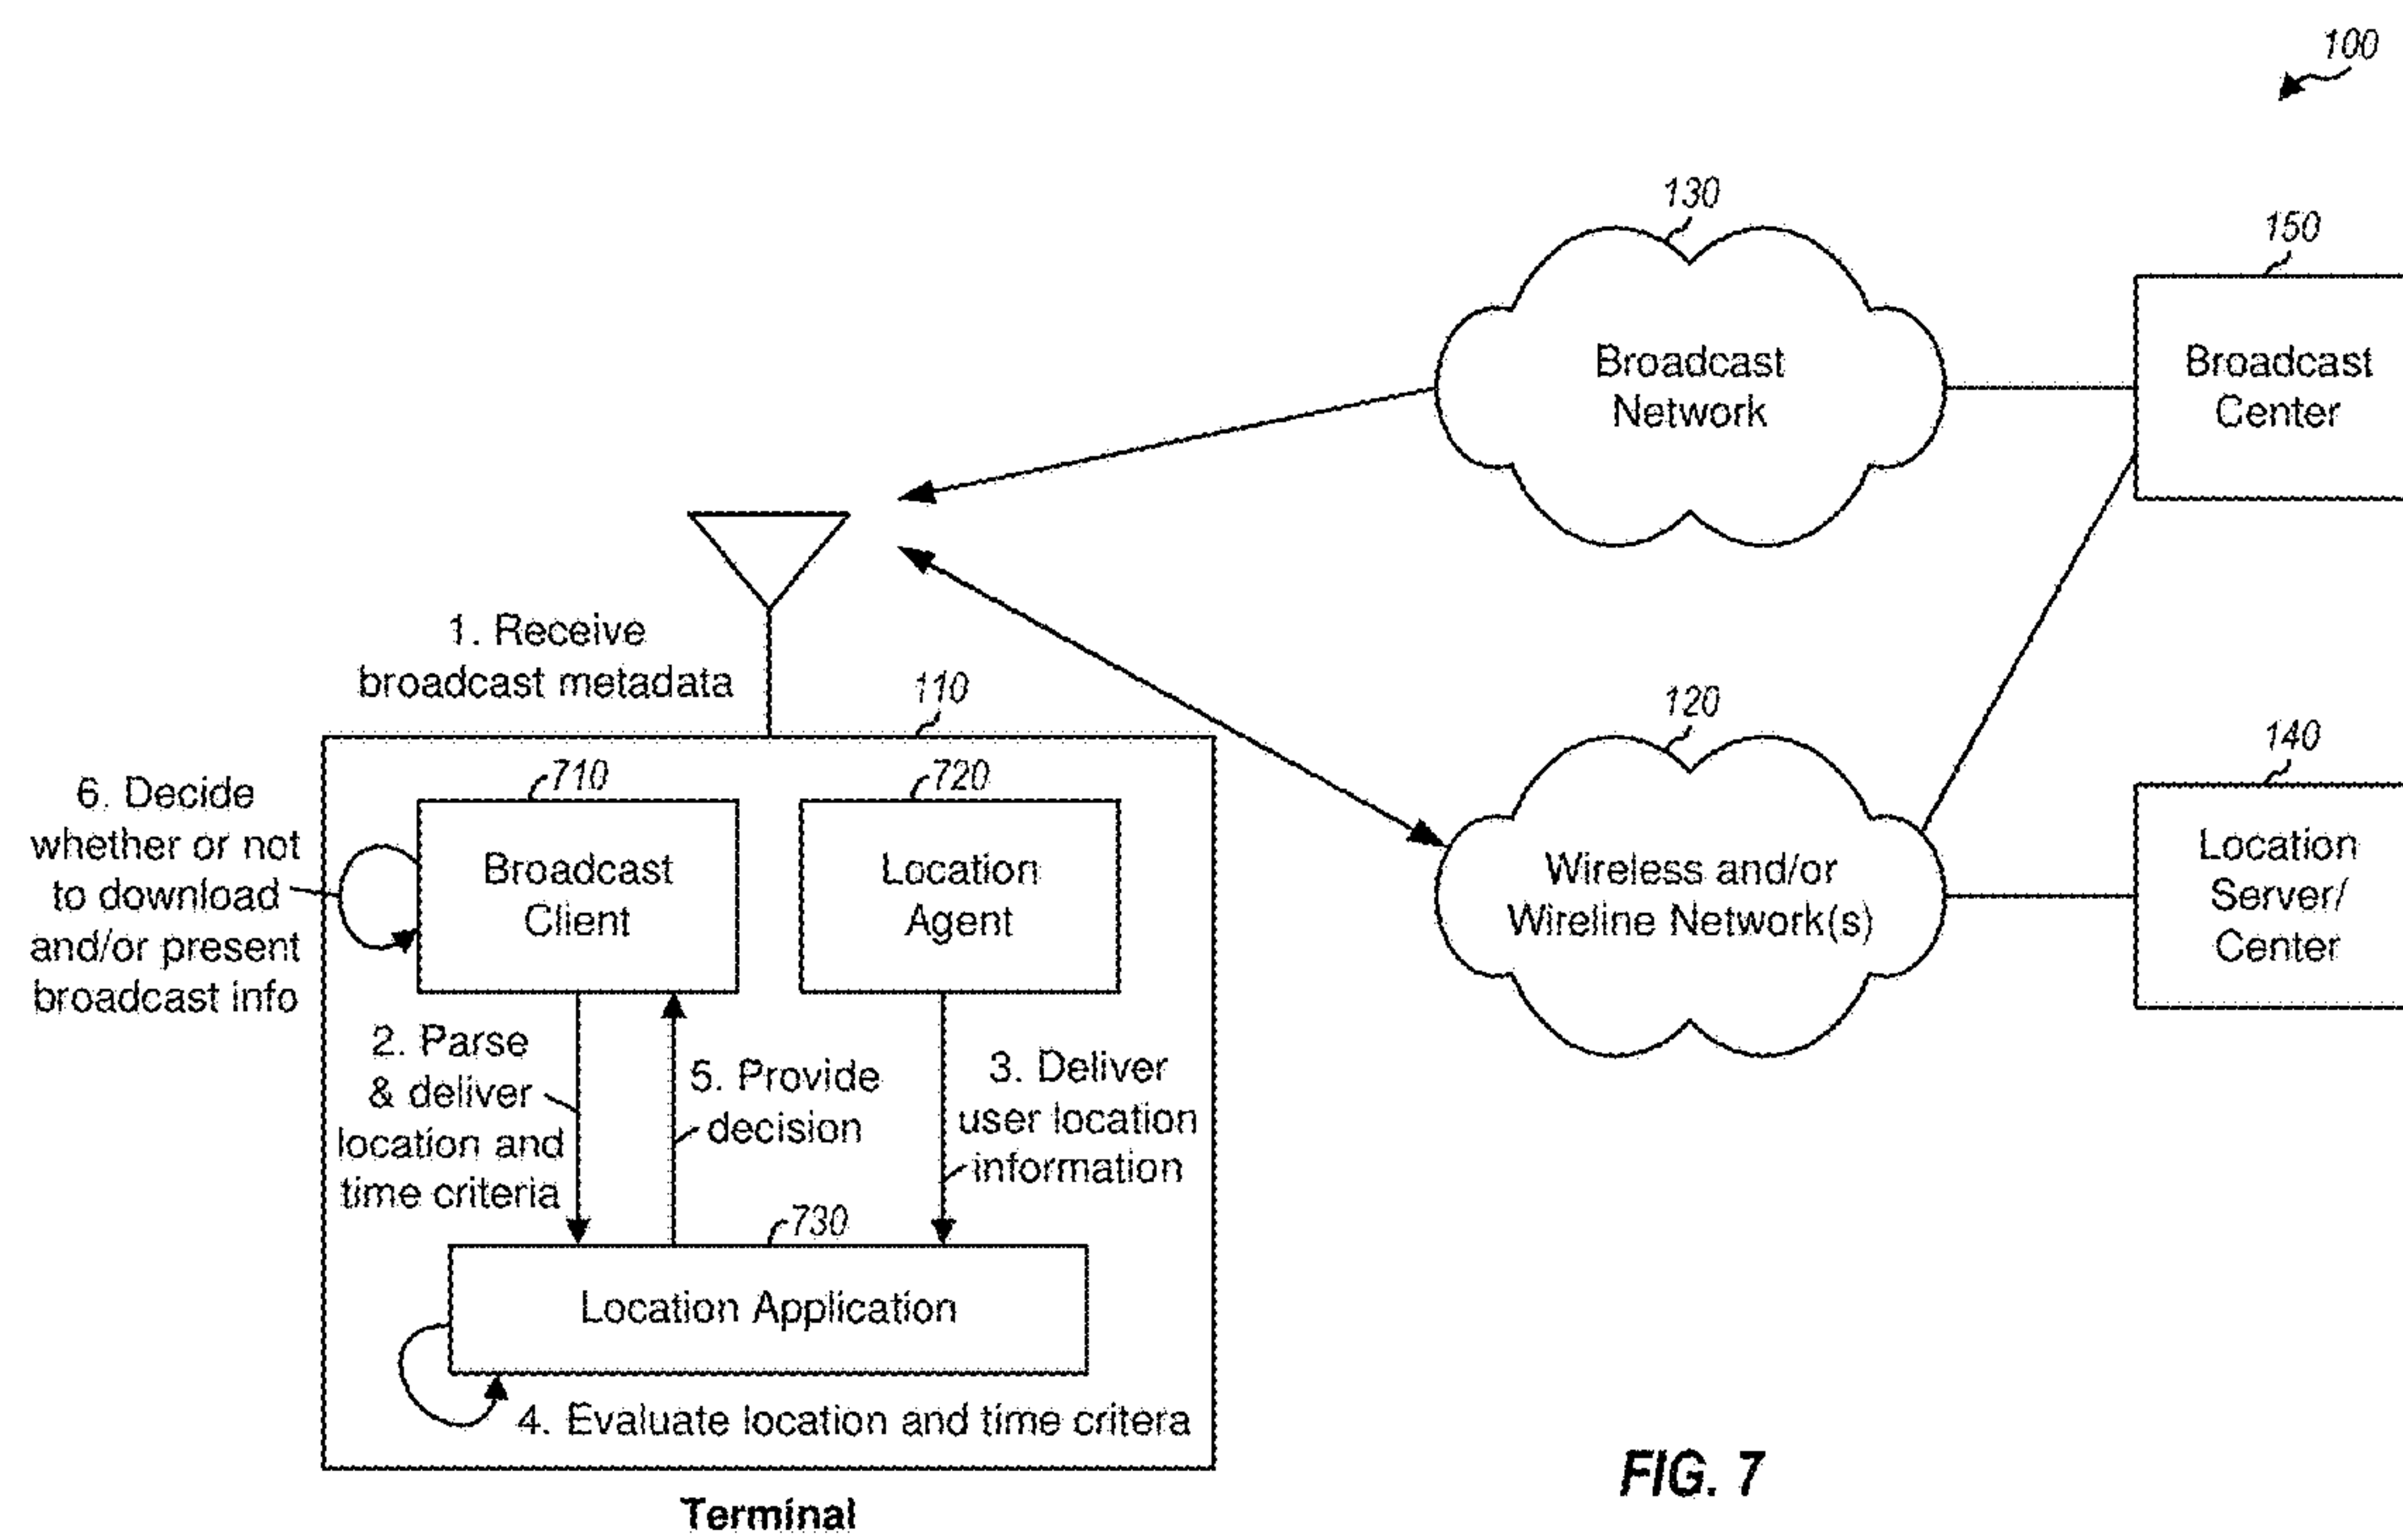 100
130
150
Broadcast
Network
Broadcast
Center
1. Receive
broadcast metadata
110
120
140
6. Decide
whether or not
to download
and/or present
broadcast info
710
720
Broadcast
Client
Location
Agent
Wireless and/or
Wireline Network(s)
Location
Server/
Center
2. Parse
& deliver
location and
time criteria
5. Provide
decision
3. Deliver
user location
information
730
Location Application
4. Evaluate location and time critera
Terminal
FIG. 7